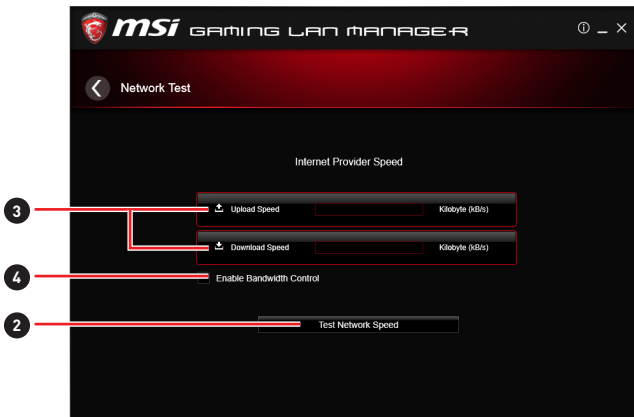 msi GAMING LAN MANAGER
Network Test
Internet Provider Speed
3
Upload Speed Kilobyte (kB/s)
Download Speed Kilobyte (kB/s)
4
Enable Bandwidth Control
2
Test Network Speed